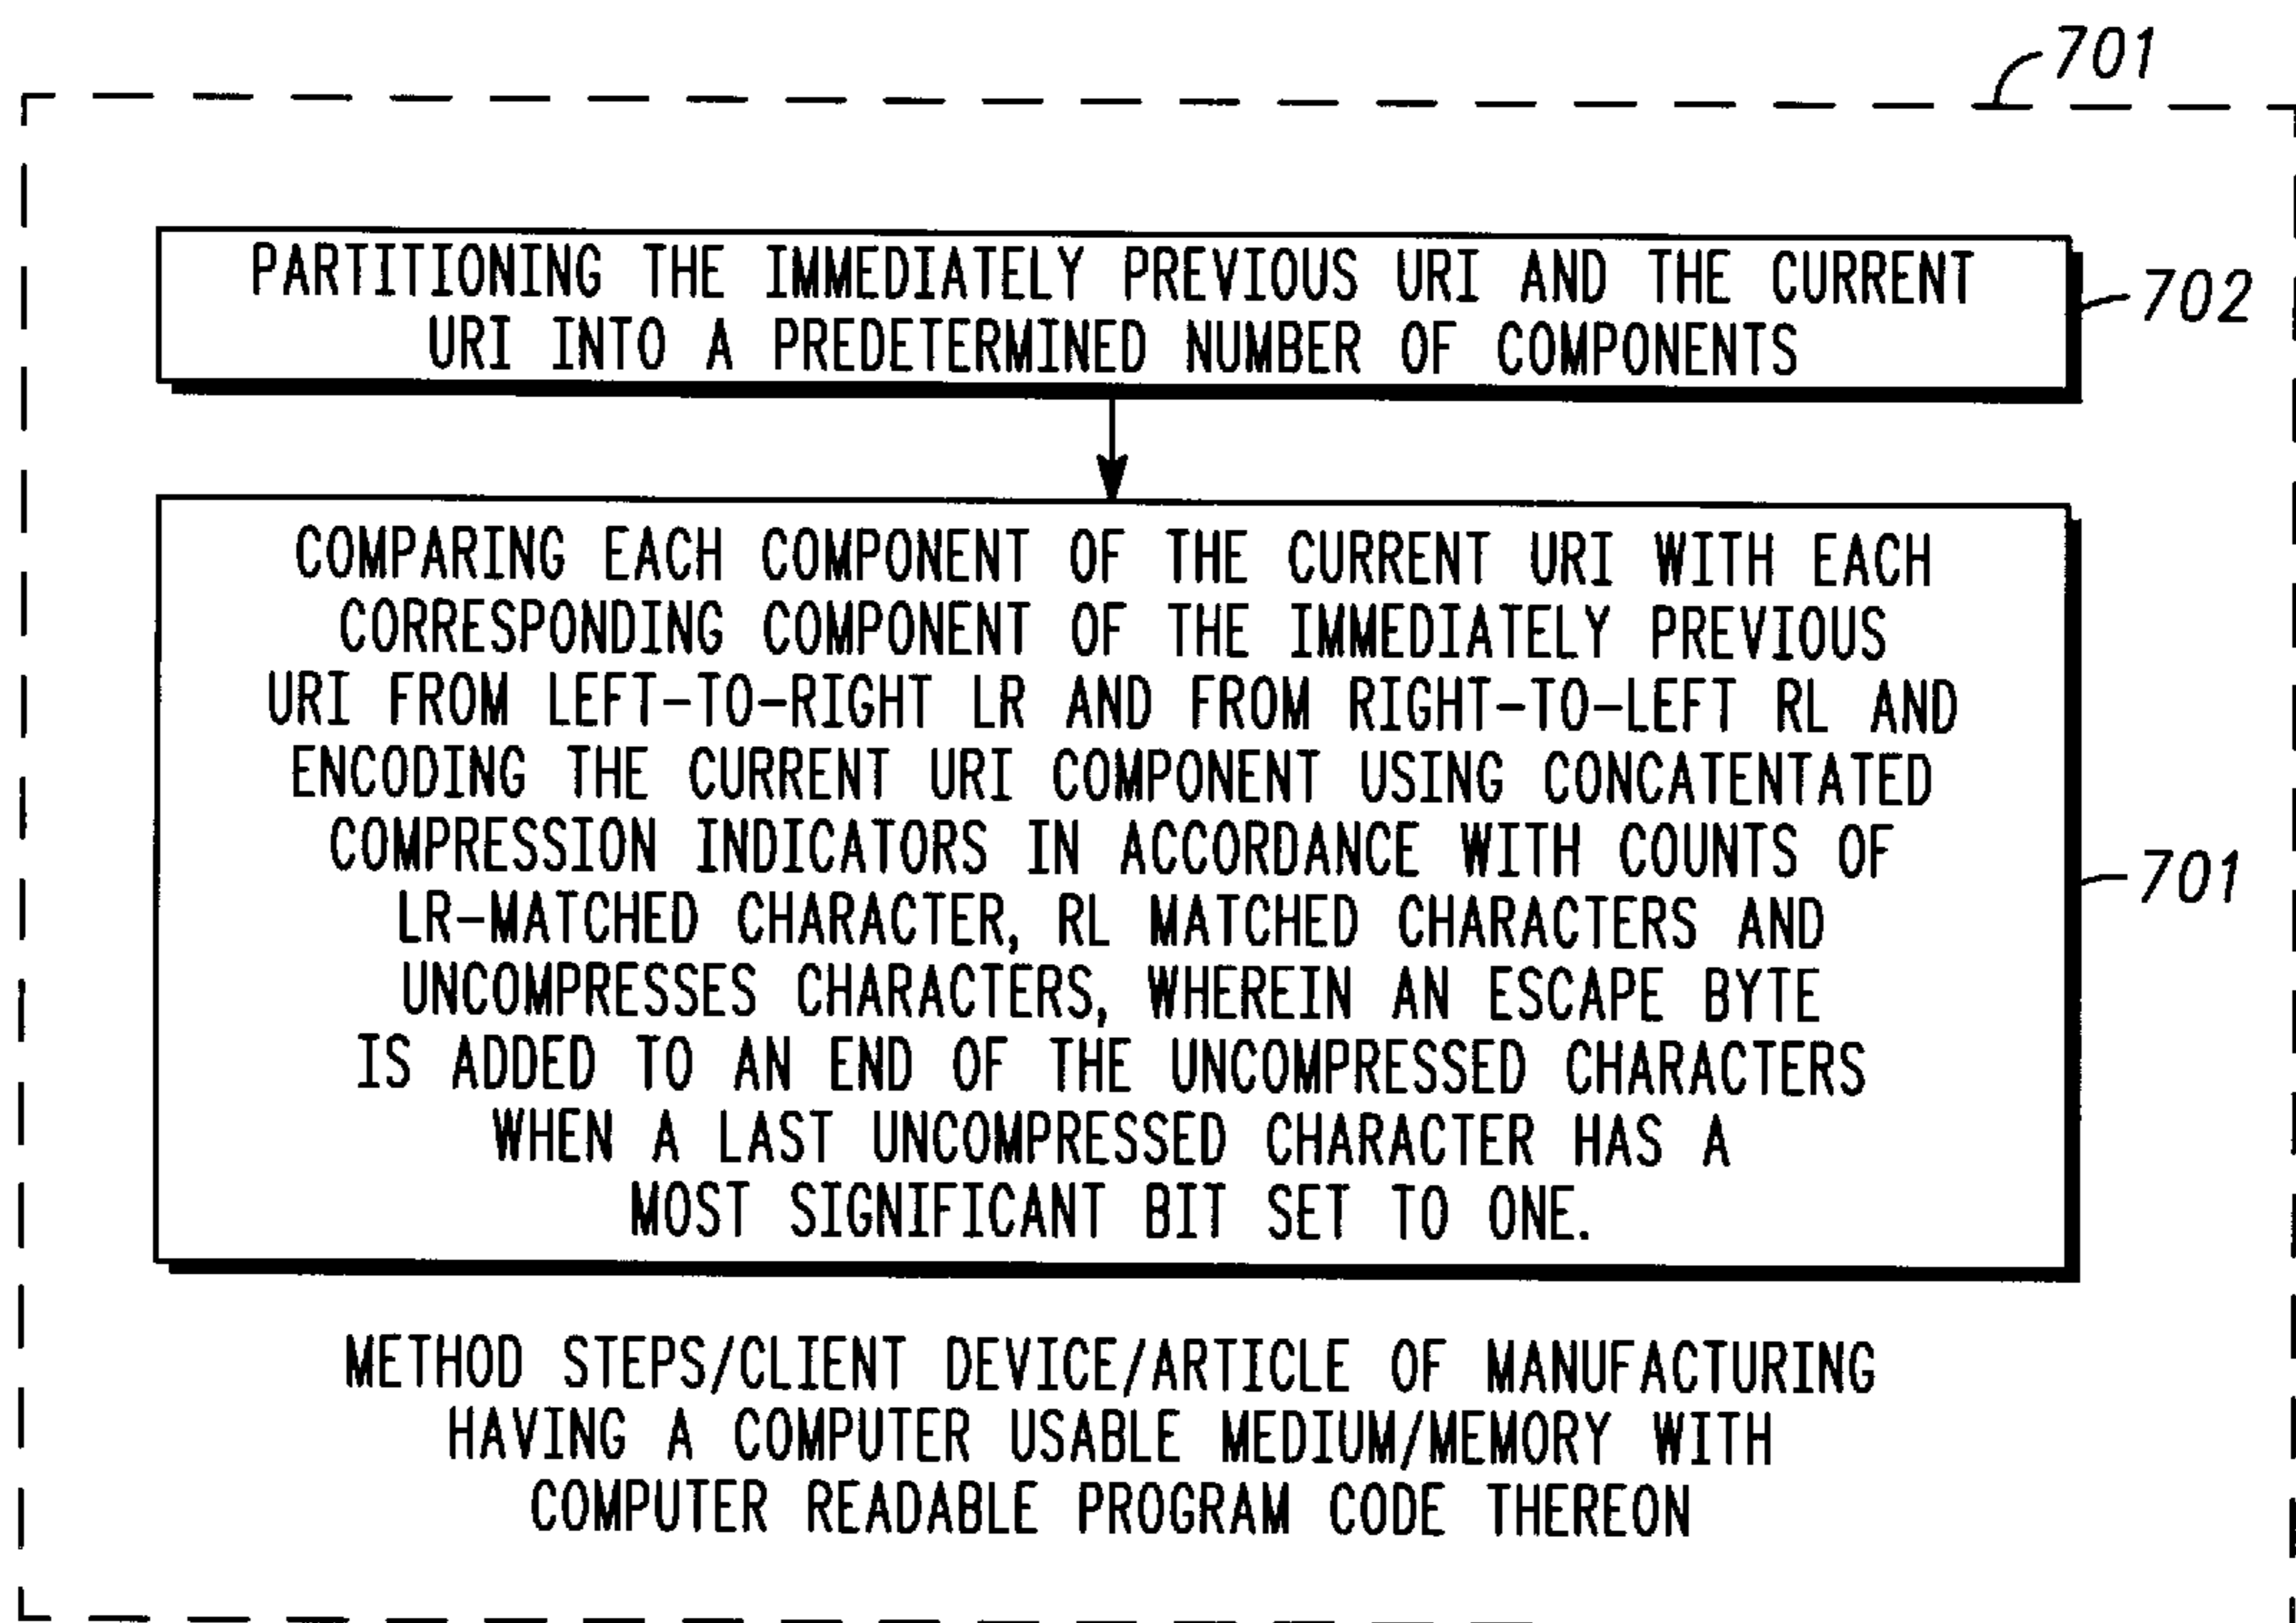 701
PARTITIONING THE IMMEDIATELY PREVIOUS URI AND THE CURRENT
URI INTO A PREDETERMINED NUMBER OF COMPONENTS
702
COMPARING EACH COMPONENT OF THE CURRENT URI WITH EACH
CORRESPONDING COMPONENT OF THE IMMEDIATELY PREVIOUS
URI FROM LEFT-TO-RIGHT LR AND FROM RIGHT-TO-LEFT RL AND
ENCODING THE CURRENT URI COMPONENT USING CONCATENTATED
COMPRESSION INDICATORS IN ACCORDANCE WITH COUNTS OF
LR-MATCHED CHARACTER, RL MATCHED CHARACTERS AND
UNCOMPRESSES CHARACTERS, WHEREIN AN ESCAPE BYTE
IS ADDED TO AN END OF THE UNCOMPRESSED CHARACTERS
WHEN A LAST UNCOMPRESSED CHARACTER HAS A
MOST SIGNIFICANT BIT SET TO ONE.
701
METHOD STEPS/CLIENT DEVICE/ARTICLE OF MANUFACTURING
HAVING A COMPUTER USABLE MEDIUM/MEMORY WITH
COMPUTER READABLE PROGRAM CODE THEREON